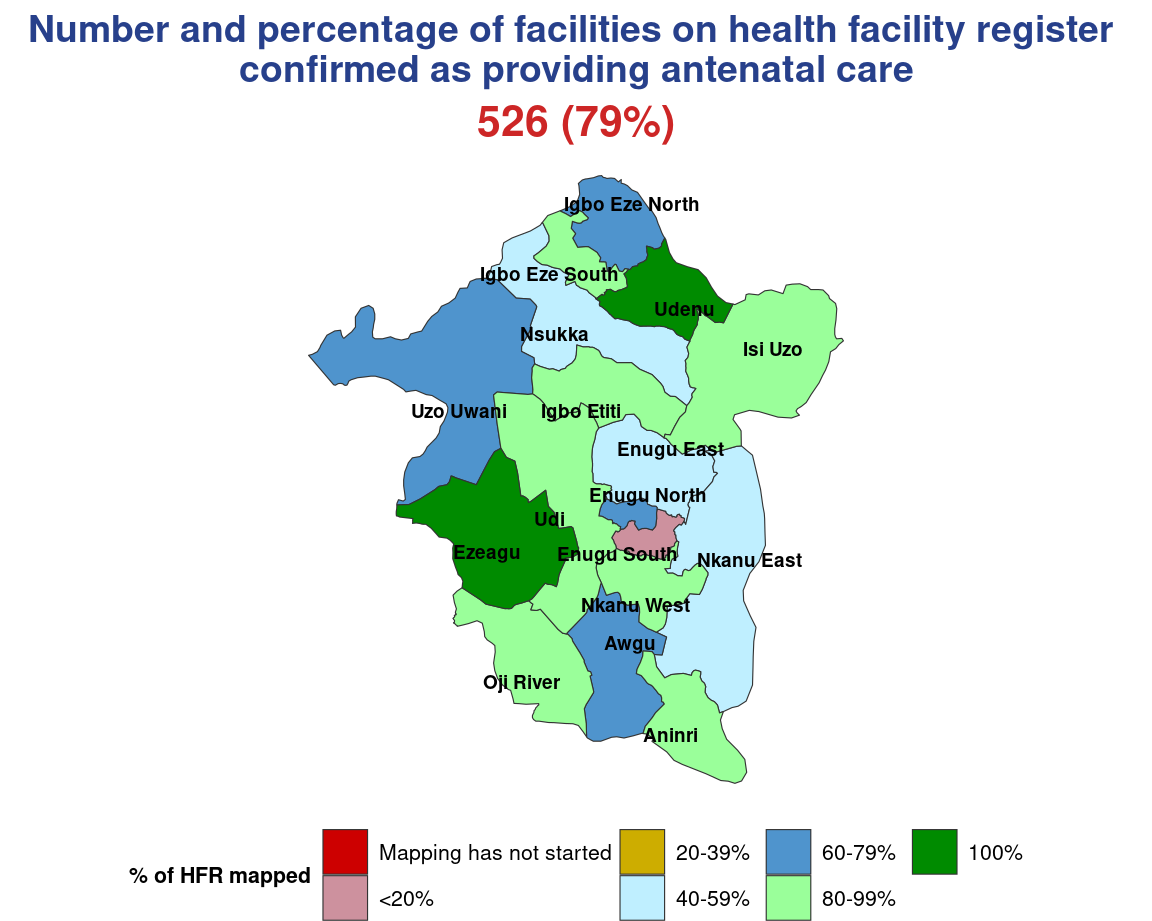 Number and percentage of facilities on health facility register
confirmed as providing antenatal care
526 (79%)
Igbo Eze North
Igbo Eze South
Udenu
Nsukka
Isi Uzo
Uzo Uwani
Igbo Etiti
Enugu East
Enugu North
Udi
Ezeagu
Enugu South
Nkanu East
Nkanu West
Awgu
Oji River
Aninri
% of HFR mapped
Mapping has not started
<20%
20-39%
40-59%
60-79%
80-99%
100%